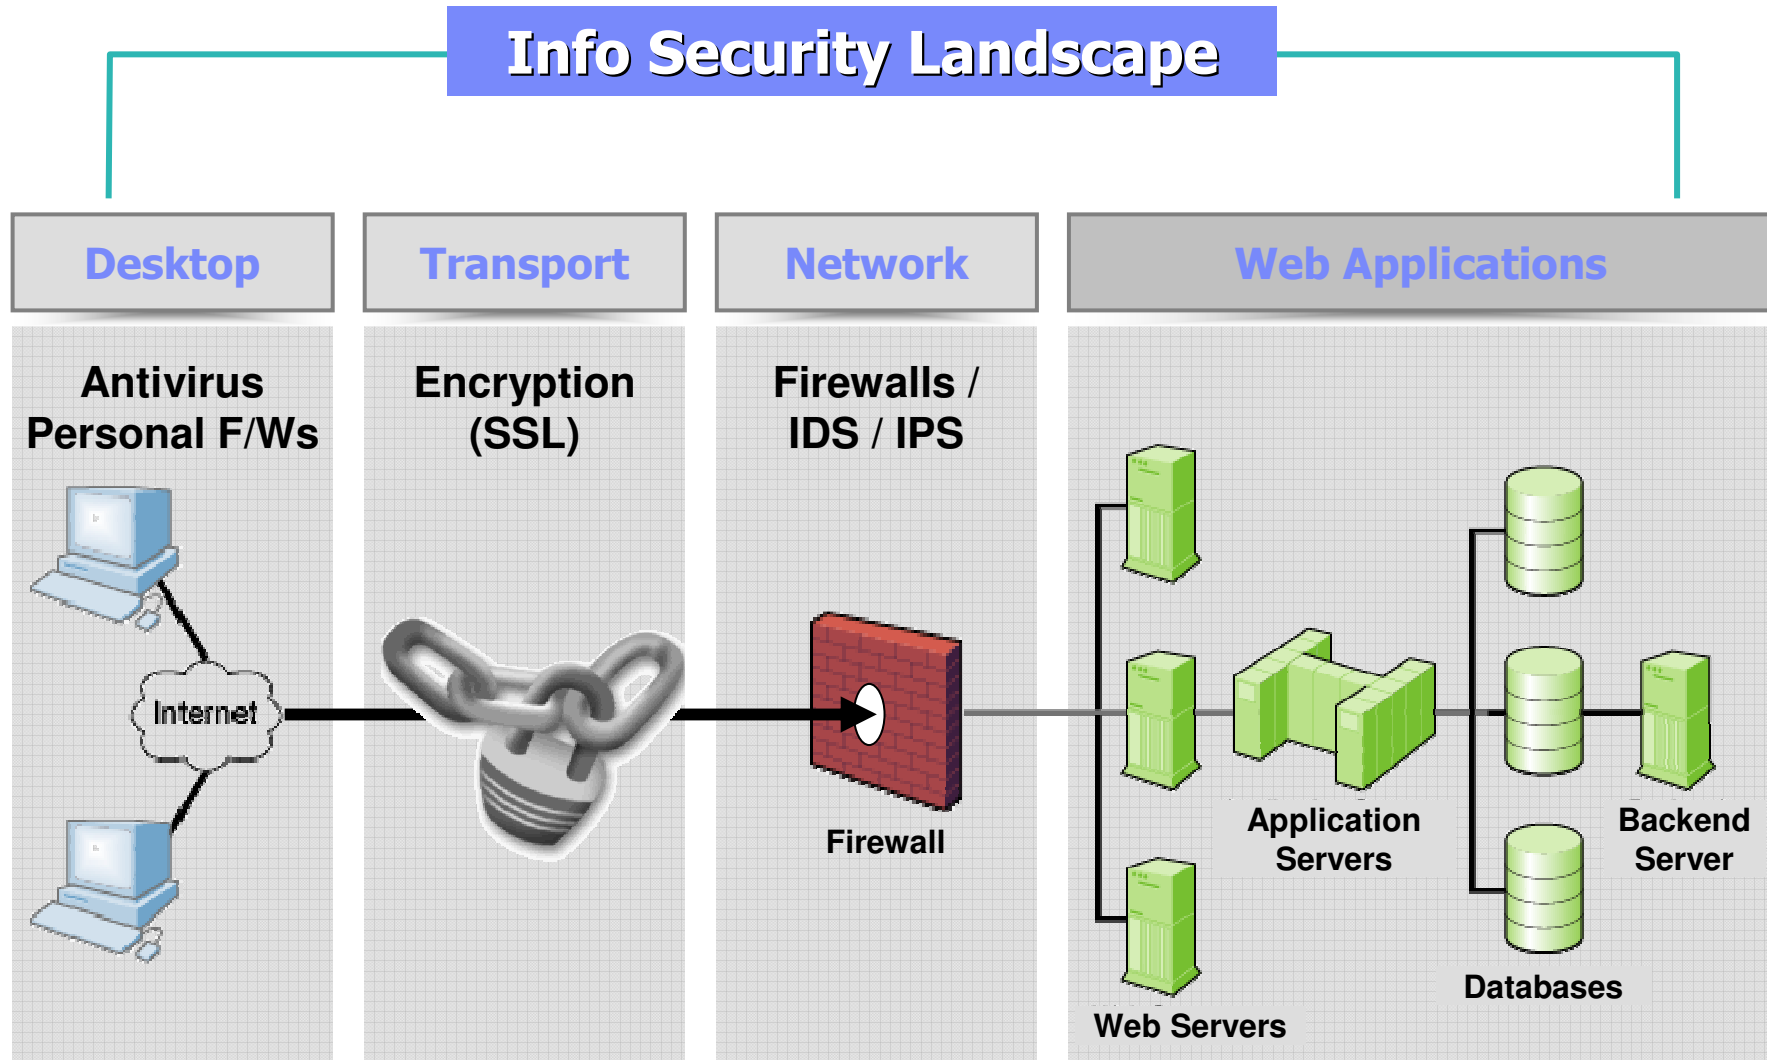 Info Security Landscape
Desktop
Transport
Network
Web Applications
Antivirus
Personal F/Ws
Encryption
(SSL)
Firewalls /
IDS / IPS
Internet
Firewall
Application
Servers
Backend
Server
Databases
Web Servers